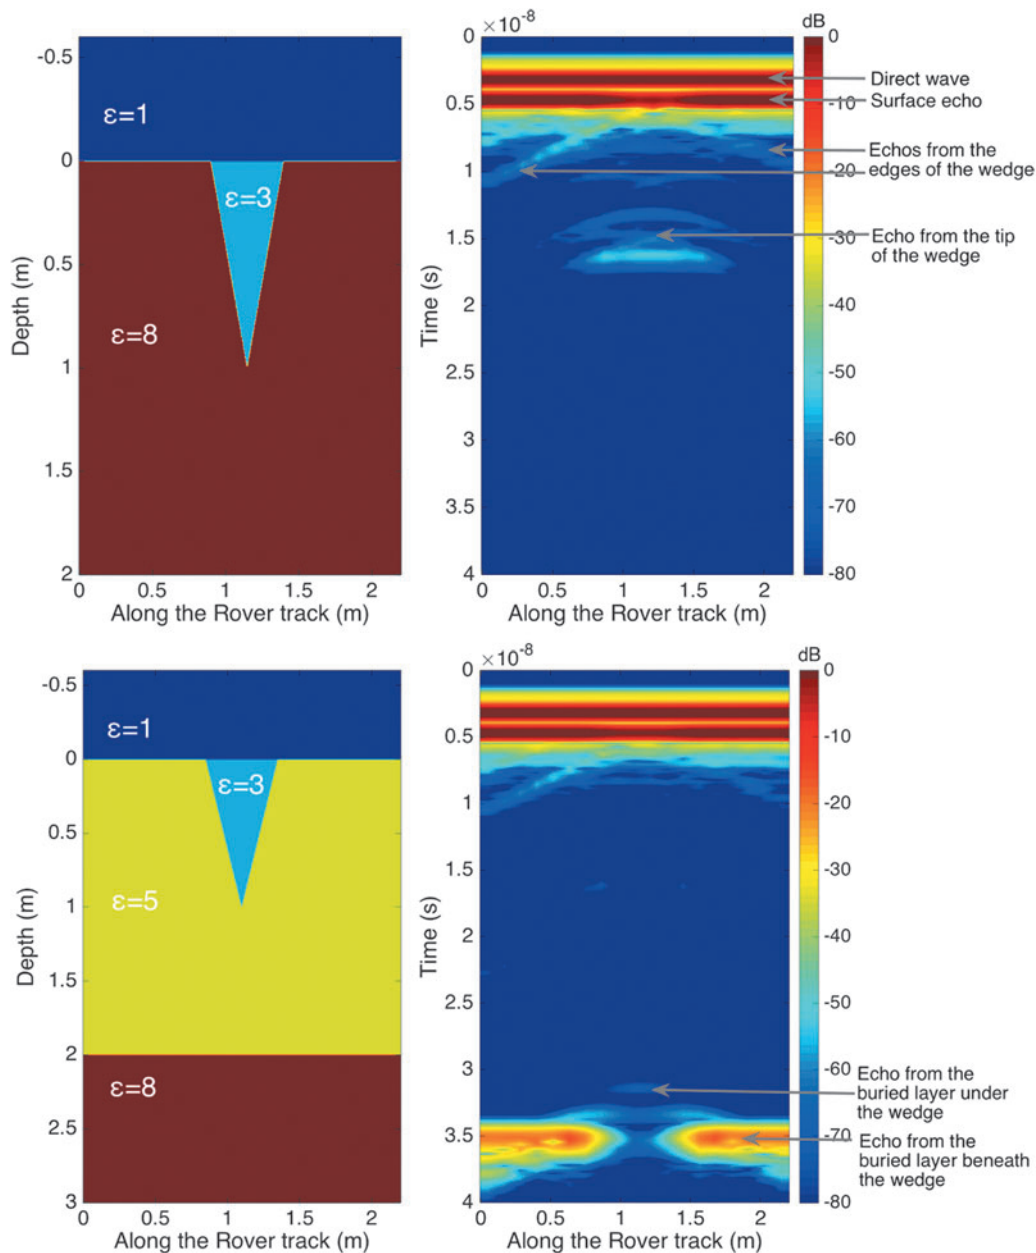 -0.5
0
0.5
1
1.5
2
Depth (m)
ε=1
ε=3
ε=8
0 0.5 1 1.5 2
Along the Rover track (m)
×10⁻⁸
0
0.5
1
1.5
2
2.5
3
3.5
4
Time (s)
0 0.5 1 1.5 2
Along the Rover track (m)
dB
0
-10
-20
-30
-40
-50
-60
-70
-80
Direct wave
Surface echo
Echos from the
edges of the wedge
Echo from the tip
of the wedge
-0.5
0
0.5
1
1.5
2
2.5
3
Depth (m)
ε=1
ε=3
ε=5
ε=8
0 0.5 1 1.5 2
Along the Rover track (m)
×10⁻⁸
0
0.5
1
1.5
2
2.5
3
3.5
4
Time (s)
0 0.5 1 1.5 2
Along the Rover track (m)
dB
0
-10
-20
-30
-40
-50
-60
-70
-80
Echo from the
buried layer under
the wedge
Echo from the
buried layer beneath
the wedge